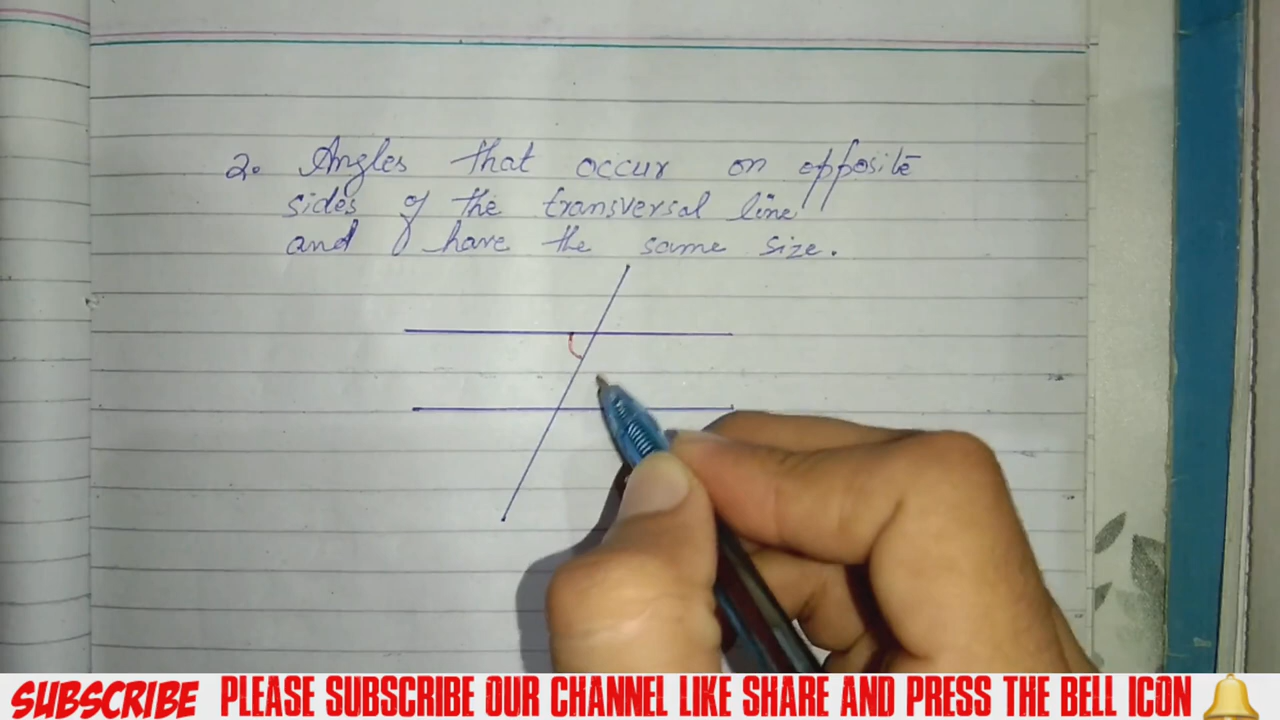 2. Angles that occur on opposite
sides of the transversal line
and have the same size.
SUBSCRIBE PLEASE SUBSCRIBE OUR CHANNEL LIKE SHARE AND PRESS THE BELL ICON